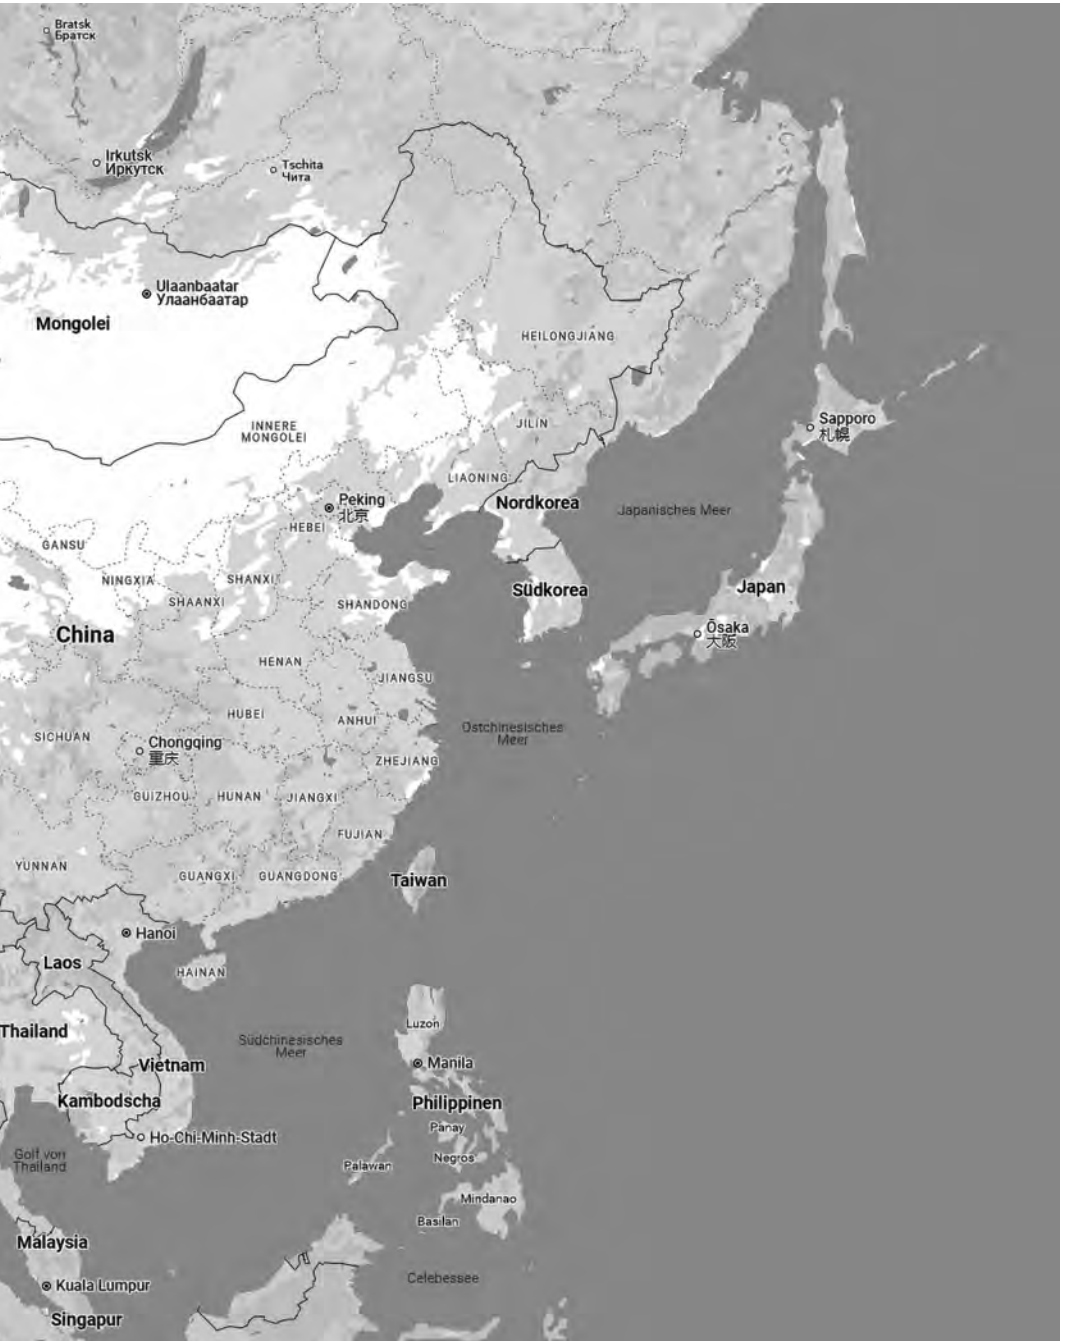 Bratsk
Братск
Irkutsk
Иркутск
Tschita
Чита
Ulaanbaatar
Улаанбаатар
Mongolei
HEILONGJIANG
INNERE
MONGOLEI
JILIN
Sapporo
札幌
LIAONING
Peking
北京
Nordkorea
Japanisches Meer
HEBEI
GANSU
NINGXIA
SHANXI
SHAANXI
SHANDONG
Südkorea
Japan
China
Ōsaka
大阪
HENAN
JIANGSU
HUBEI
ANHUI
Ostchinesisches
Meer
SICHUAN
Chongqing
重庆
ZHEJIANG
GUIZHOU
HUNAN
JIANGXI
FUJIAN
YUNNAN
GUANGXI
GUANGDONG
Taiwan
Hanoi
Laos
HAINAN
Thailand
Luzon
Südchinesisches
Meer
Vietnam
Manila
Kambodscha
Philippinen
Panay
Ho-Chi-Minh-Stadt
Golf von
Thailand
Negros
Palawan
Mindanao
Basilan
Malaysia
Celebessee
Kuala Lumpur
Singapur